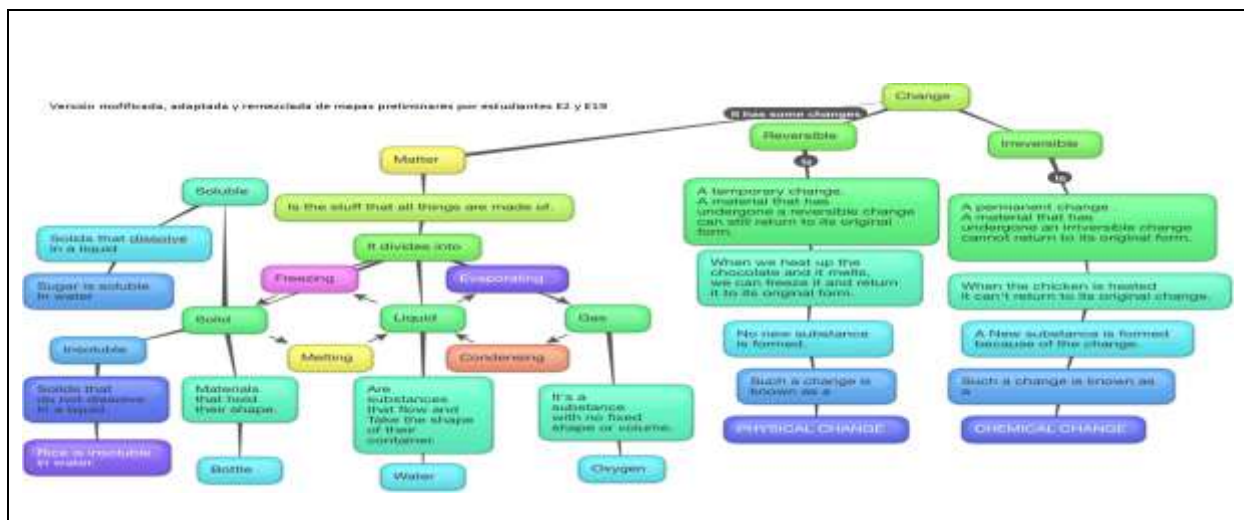 Versión modificada, adaptada y remezclada de mapas preliminares por estudiantes E2 y E19
Change
It has some changes
Matter
Is the stuff that all things are made of.
It divides into
Soluble
Solids that dissolve
in a liquid
Sugar is soluble
in water
Freezing
Evaporating
Solid
Liquid
Gas
Melting
Condensing
Insoluble
Solids that
do not dissolve
in a liquid.
Rice is insoluble
in water
Materials
that hold
their shape.
Bottle
Are
substances
that flow and
Take the shape
of their
container.
Water
It's a
substance
with no fixed
shape or volume.
Oxygen
Reversible
is
A temporary change.
A material that has
undergone a reversible change
can still return to its original
form.
When we heat up the
chocolate and it melts,
we can freeze it and return
it to its original form.
No new substance
is formed.
Such a change is
known as a
PHYSICAL CHANGE
Irreversible
is
A permanent change
A material that has
undergone an irriversible change
cannot return to its original form.
When the chicken is heated
it can't return to its original change.
A New substance is formed
because of the change.
Such a change is known as
a
CHEMICAL CHANGE